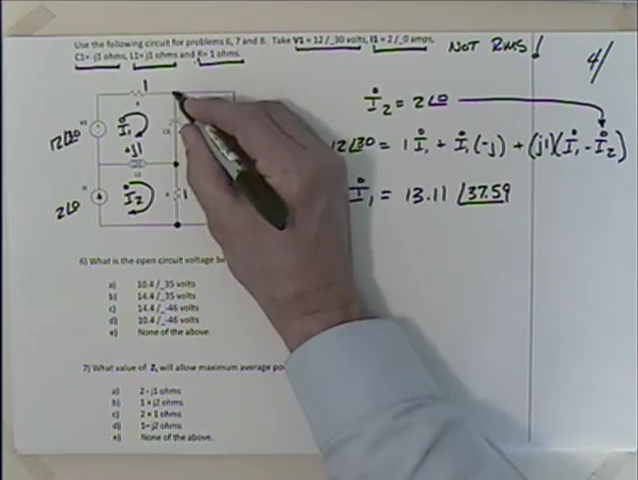 Use the following circuit for problems 6, 7 and 8. Take V1 = 12 /_30 volts, I1 = 2 /_0 amps,
C1= -j1 ohms, L1= j1 ohms and R= 1 ohms.
NOT RMS!
4/
I2 = 2∠0
12∠30 = 1 I1 + I1(-j) + (j1)(I1 - I2)
I1 = 13.11 ∠37.59
1
12∠30
I1
j1
2∠0
I2
1
6) What is the open circuit voltage be
a) 10.4 /_35 volts
b) 14.4 /_35 volts
c) 14.4 /_-46 volts
d) 10.4 /_-46 volts
e) None of the above.
7) What value of Z will allow maximum average po
a) 2 - j1 ohms
b) 1 + j2 ohms
c) 2 + 1 ohms
d) 1- j2 ohms
e) None of the above.